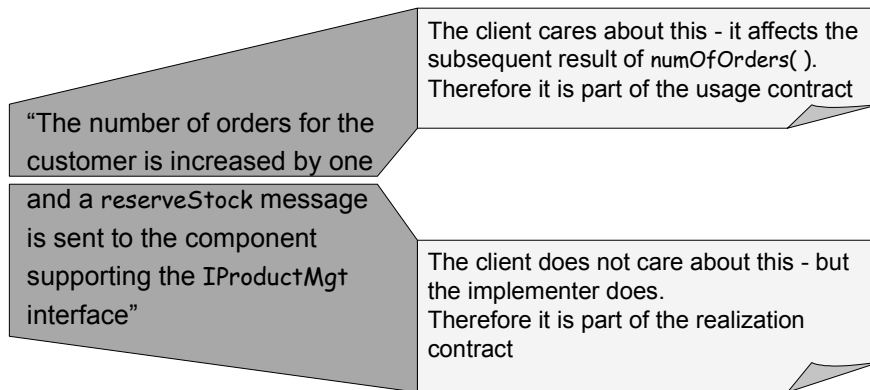 The client cares about this - it affects the
subsequent result of numOfOrders( ).
Therefore it is part of the usage contract
“The number of orders for the
customer is increased by one
and a reserveStock message
is sent to the component
supporting the IProductMgt
interface”
The client does not care about this - but
the implementer does.
Therefore it is part of the realization
contract